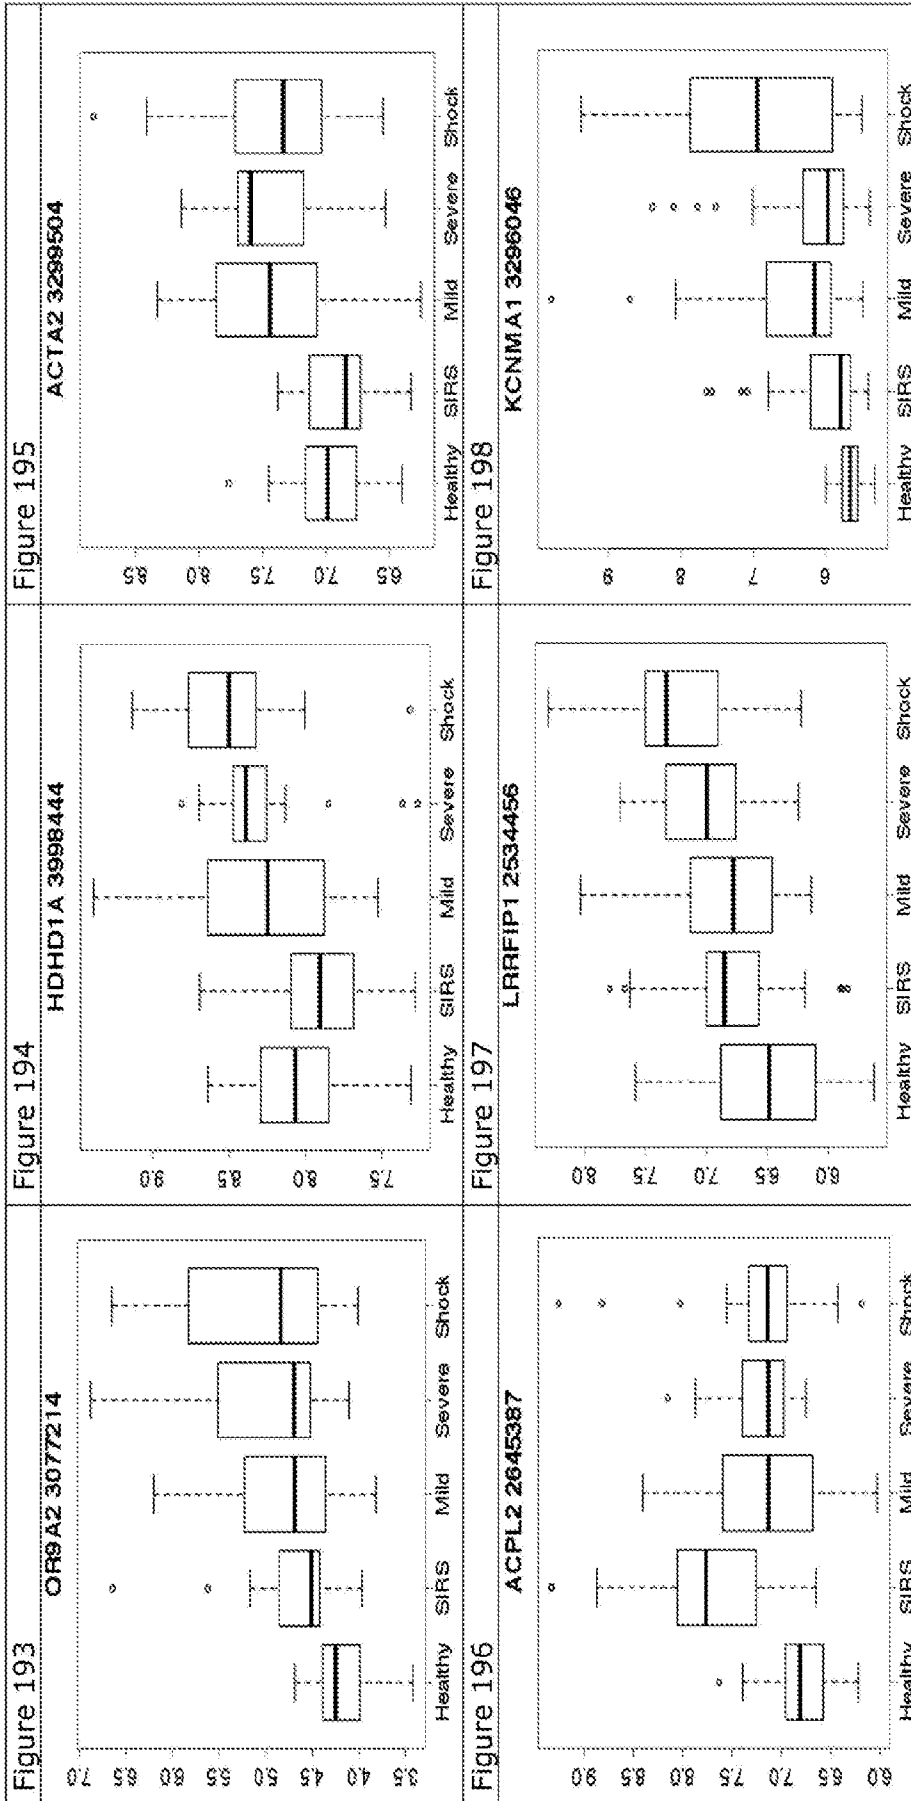 Figure 193
OR9A2 3077214
7.0
6.5
6.0
5.5
5.0
4.5
4.0
3.5
Healthy SIRS Mild Severe Shock
Figure 194
HDHD1A 3998444
9.0
8.5
8.0
7.5
Healthy SIRS Mild Severe Shock
Figure 195
ACTA2 3299504
8.5
8.0
7.5
7.0
6.5
Healthy SIRS Mild Severe Shock
Figure 196
ACPL2 2645387
9.0
8.5
8.0
7.5
7.0
6.5
6.0
Healthy SIRS Mild Severe Shock
Figure 197
LRRFIP1 2534456
8.0
7.5
7.0
6.5
6.0
Healthy SIRS Mild Severe Shock
Figure 198
KCNMA1 3296046
9
8
7
6
Healthy SIRS Mild Severe Shock